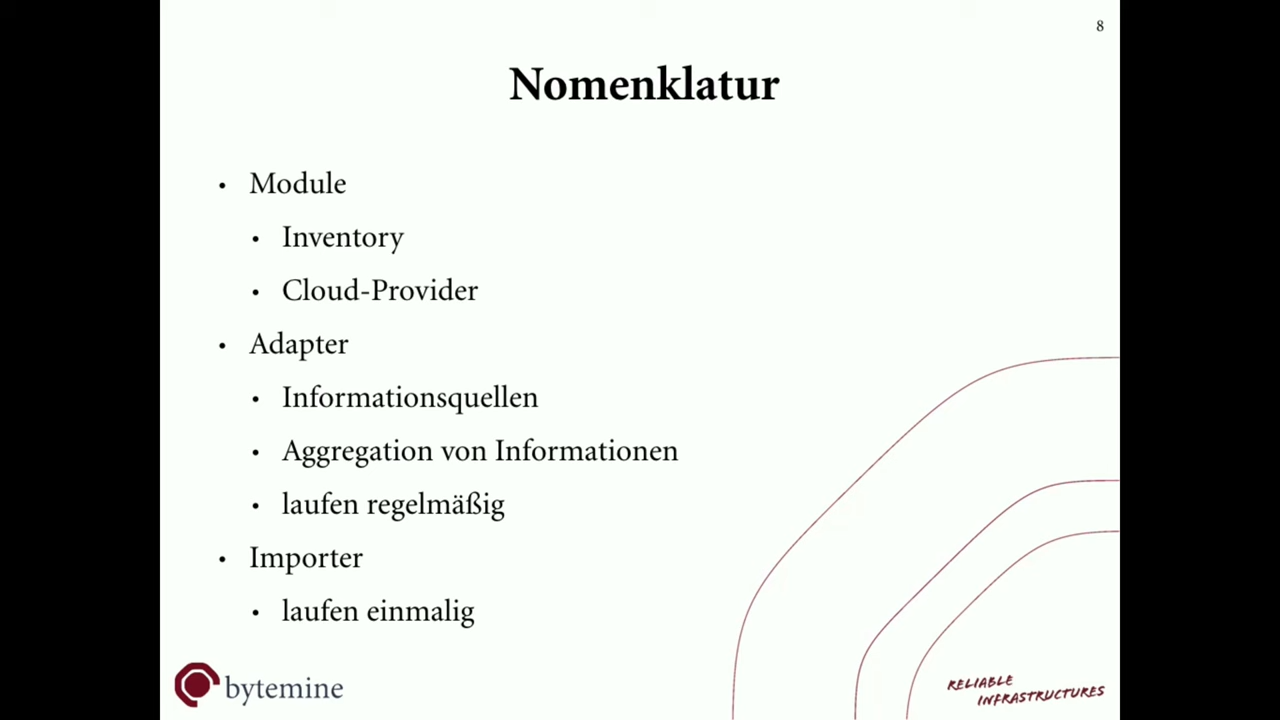 8
Nomenklatur
• Module
• Inventory
• Cloud-Provider
• Adapter
• Informationsquellen
• Aggregation von Informationen
• laufen regelmäßig
• Importer
• laufen einmalig
bytemine
RELIABLE
INFRASTRUCTURES